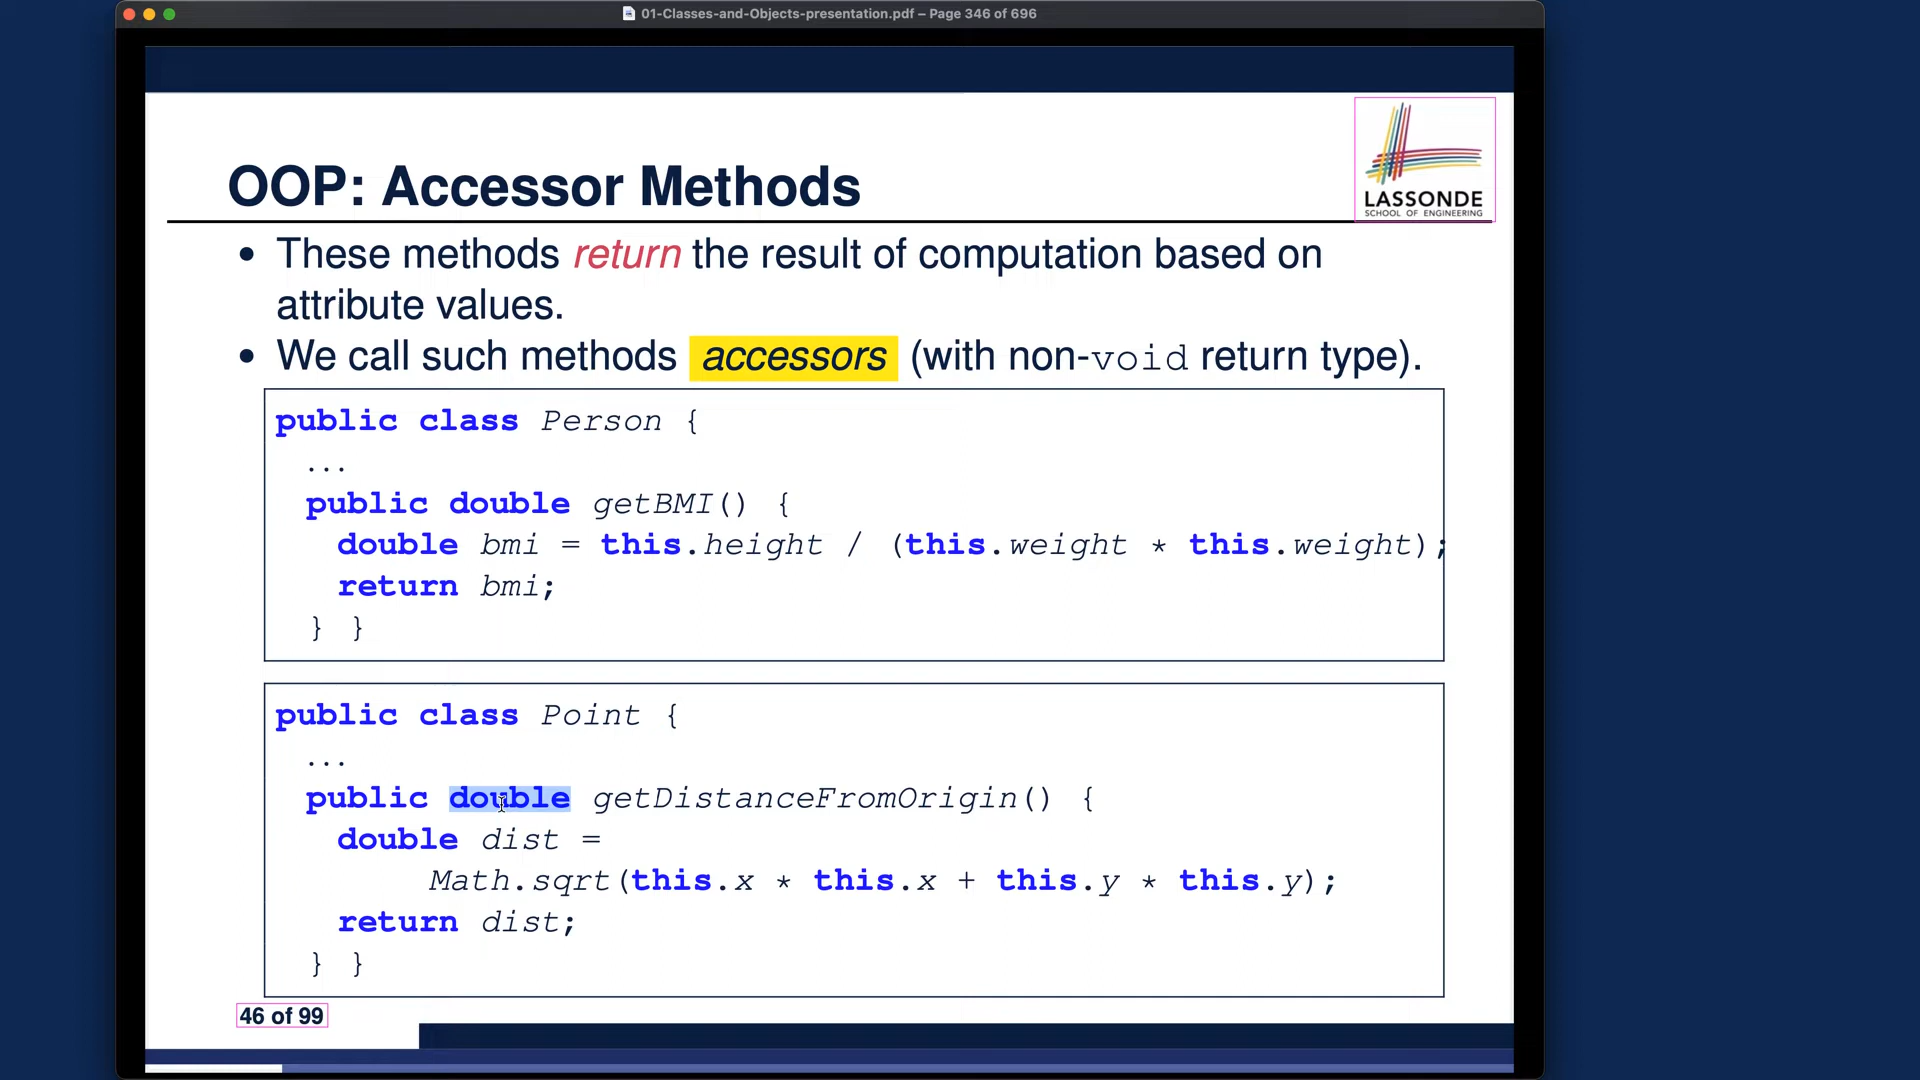 01-Classes-and-Objects-presentation.pdf – Page 346 of 696
LASSONDE
SCHOOL OF ENGINEERING
OOP: Accessor Methods
• These methods return the result of computation based on
attribute values.
• We call such methods accessors (with non-void return type).
public class Person {
...
public double getBMI() {
double bmi = this.height / (this.weight * this.weight);
return bmi;
} }
public class Point {
...
public double getDistanceFromOrigin() {
double dist =
Math.sqrt(this.x * this.x + this.y * this.y);
return dist;
} }
46 of 99